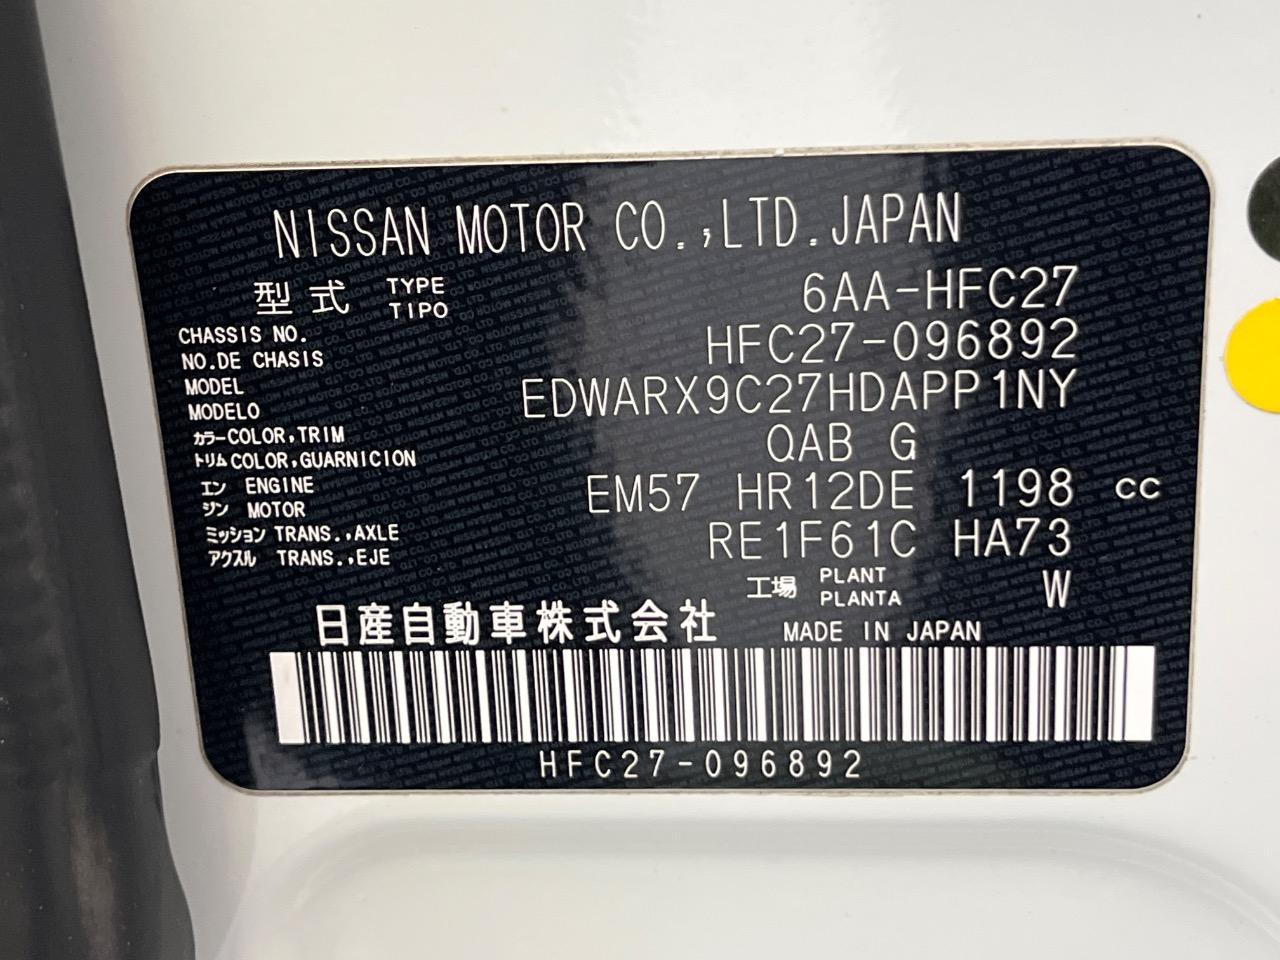 NISSAN MOTOR CO.,LTD.JAPAN
型式 TYPE TIPO 6AA-HFC27
CHASSIS NO.
NO.DE CHASIS HFC27-096892
MODEL
MODELO EDWARX9C27HDAPP1NY
カラー COLOR,TRIM
トリム COLOR,GUARNICION QAB G
エン ENGINE
ジン MOTOR EM57 HR12DE 1198 cc
ミッション TRANS.,AXLE
アクスル TRANS.,EJE RE1F61C HA73
工場 PLANT PLANTA W
日産自動車株式会社 MADE IN JAPAN
HFC27-096892